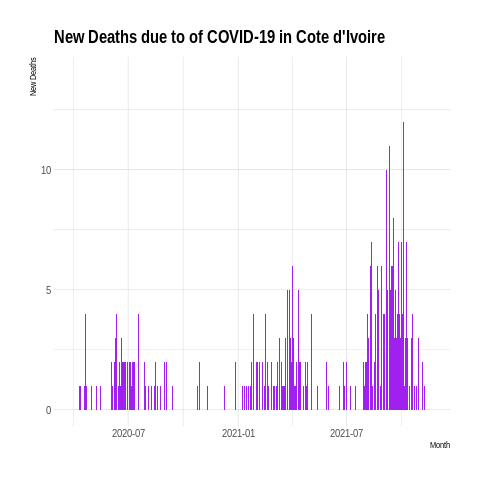 New Deaths due to of COVID-19 in Cote d'Ivoire
New Deaths
10
5
0
2020-07 2021-01 2021-07
Month